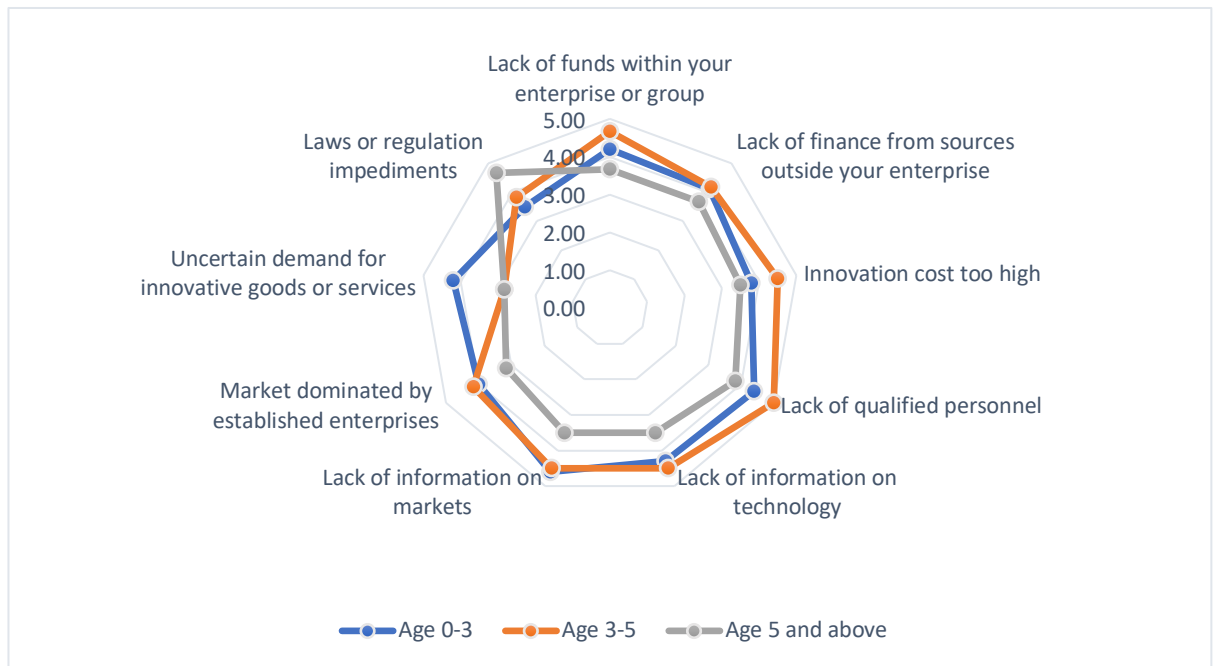 Lack of funds within your
enterprise or group
Lack of finance from sources
outside your enterprise
Innovation cost too high
Lack of qualified personnel
Lack of information on
technology
Lack of information on
markets
Market dominated by
established enterprises
Uncertain demand for
innovative goods or services
Laws or regulation
impediments
5.00
4.00
3.00
2.00
1.00
0.00
Age 0-3
Age 3-5
Age 5 and above